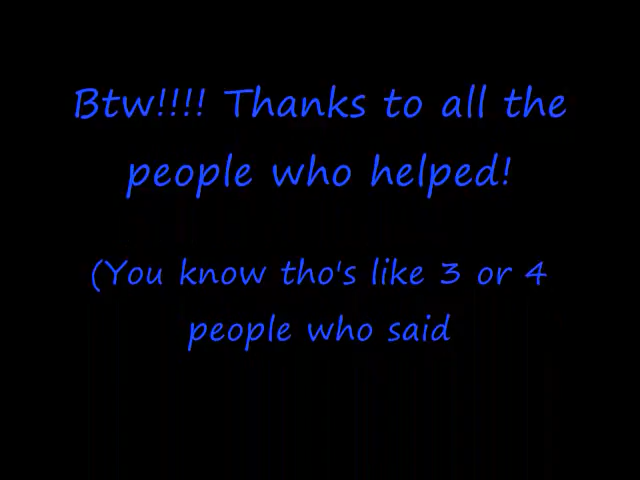 Btw!!!! Thanks to all the
people who helped!
(You know tho's like 3 or 4
people who said